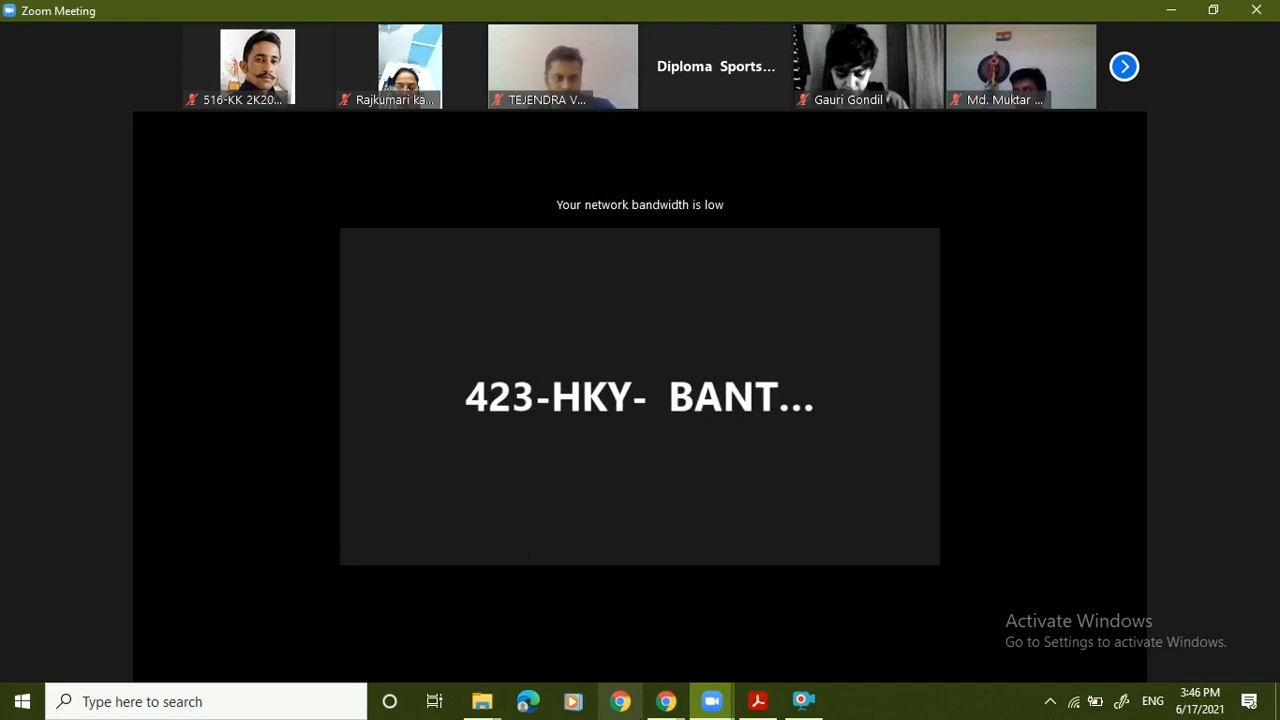 Zoom Meeting
516-KK 2K20...
Rajkumari ka...
TEJENDRA V...
Diploma Sports...
Gauri Gondil
Md. Muktar ...
Your network bandwidth is low
423-HKY- BANT...
Activate Windows
Go to Settings to activate Windows.
Type here to search
ENG
3:46 PM
6/17/2021